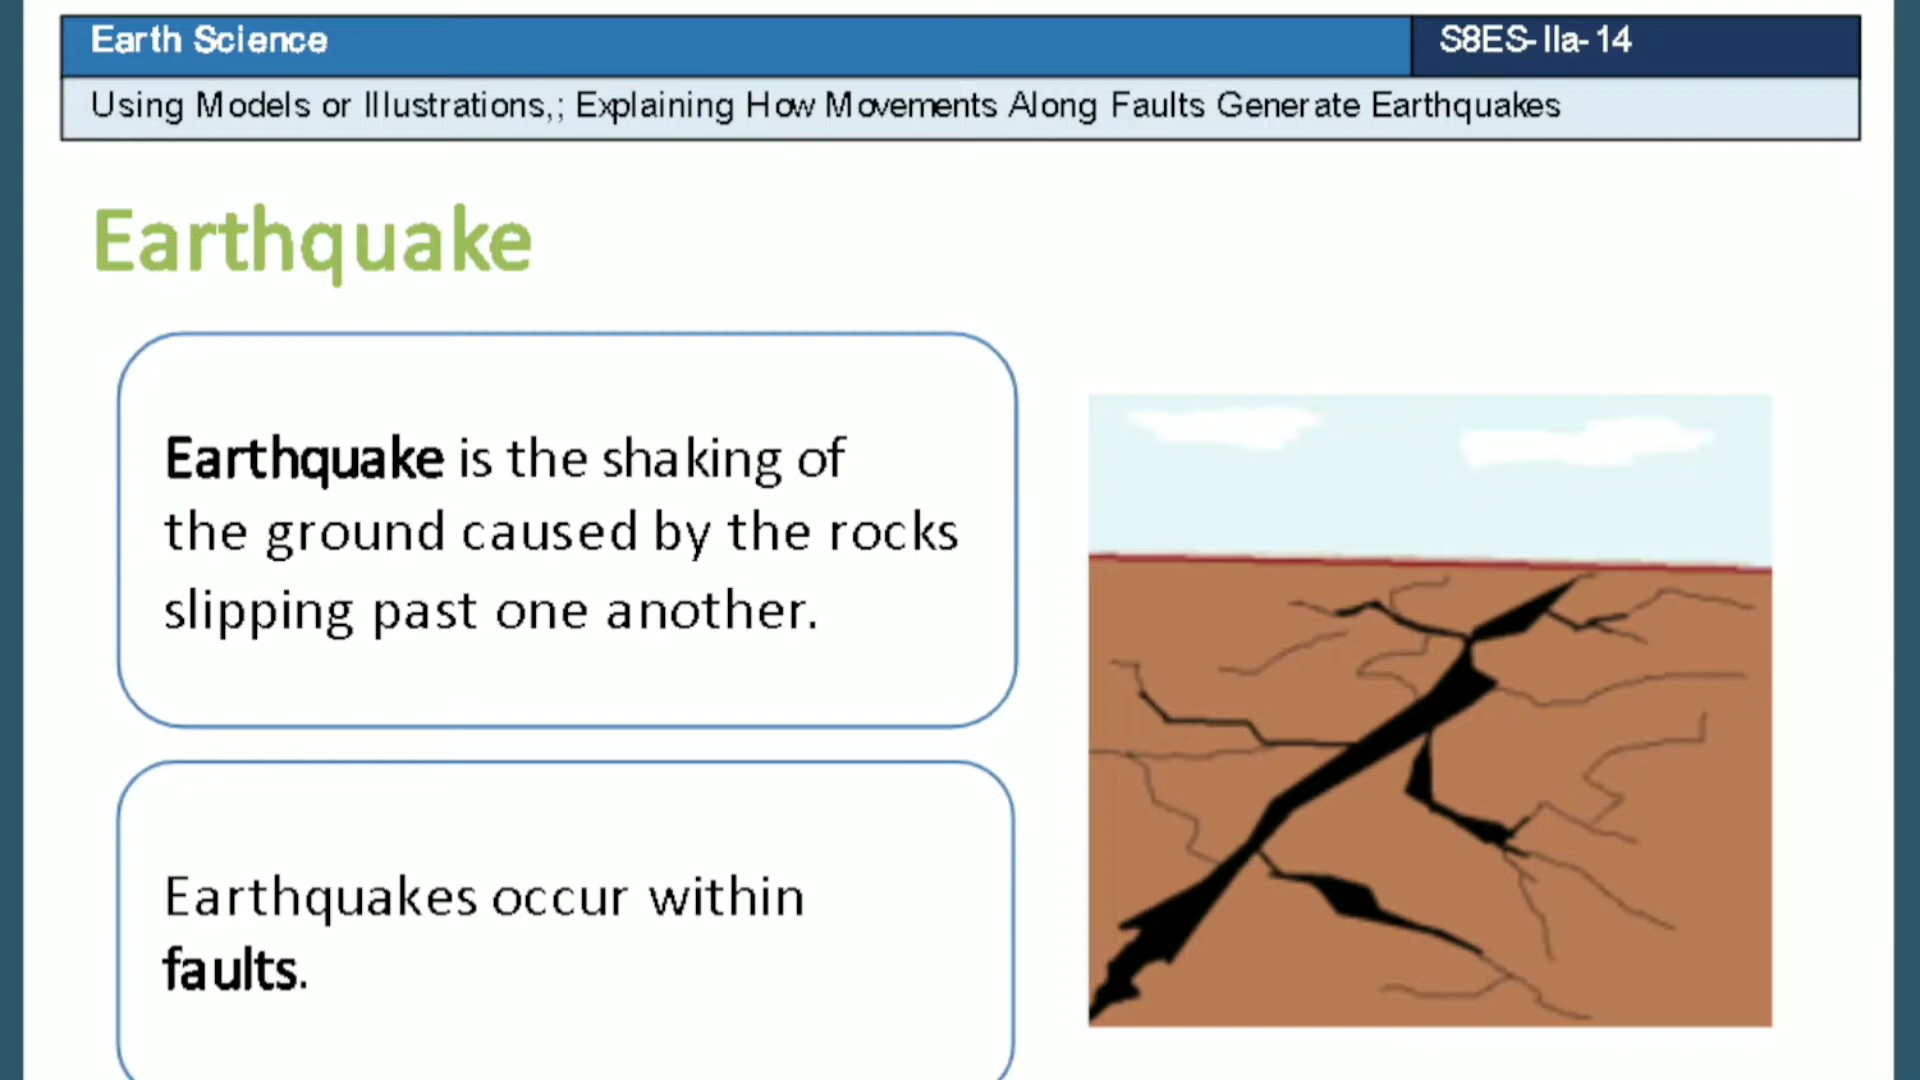 Earth Science
S8ES-IIa-14
Using Models or Illustrations,; Explaining How Movements Along Faults Generate Earthquakes
Earthquake
Earthquake is the shaking of
the ground caused by the rocks
slipping past one another.
Earthquakes occur within
faults.